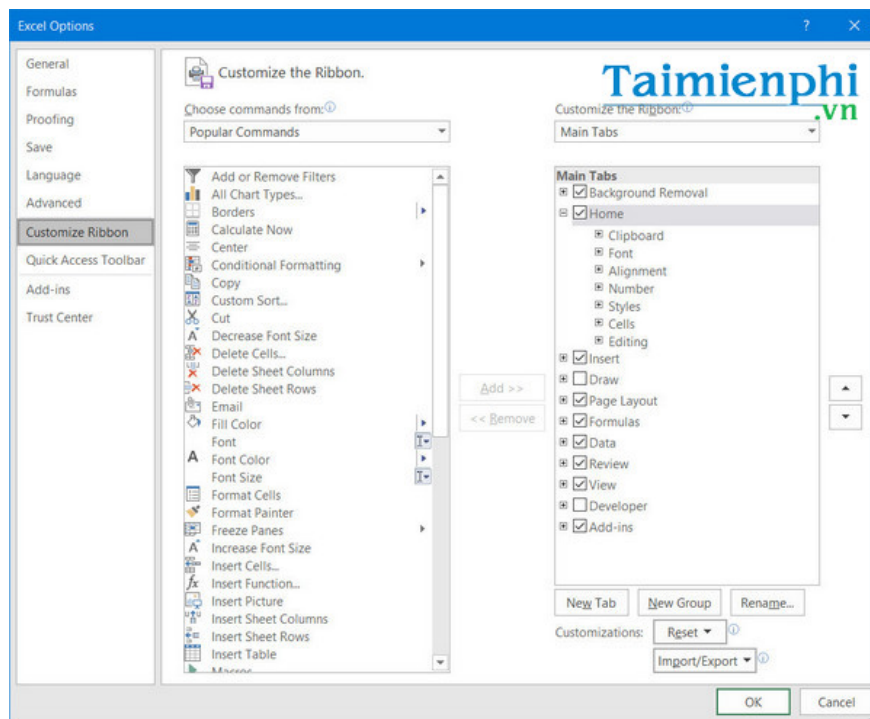 Excel Options
General
Formulas
Proofing
Save
Language
Advanced
Customize Ribbon
Quick Access Toolbar
Add-ins
Trust Center
Customize the Ribbon.
Taimienphi
.vn
Choose commands from:
Popular Commands
Add or Remove Filters
All Chart Types...
Borders
Calculate Now
Center
Conditional Formatting
Copy
Custom Sort...
Cut
Decrease Font Size
Delete Cells...
Delete Sheet Columns
Delete Sheet Rows
Email
Fill Color
Font
Font Color
Font Size
Format Cells
Format Painter
Freeze Panes
Increase Font Size
Insert Cells...
Insert Function...
Insert Picture
Insert Sheet Columns
Insert Sheet Rows
Insert Table
Macros
Add >>
<< Remove
Customize the Ribbon:
Main Tabs
Main Tabs
Background Removal
Home
Clipboard
Font
Alignment
Number
Styles
Cells
Editing
Insert
Draw
Page Layout
Formulas
Data
Review
View
Developer
Add-ins
New Tab
New Group
Rename...
Customizations:
Reset
Import/Export
OK
Cancel